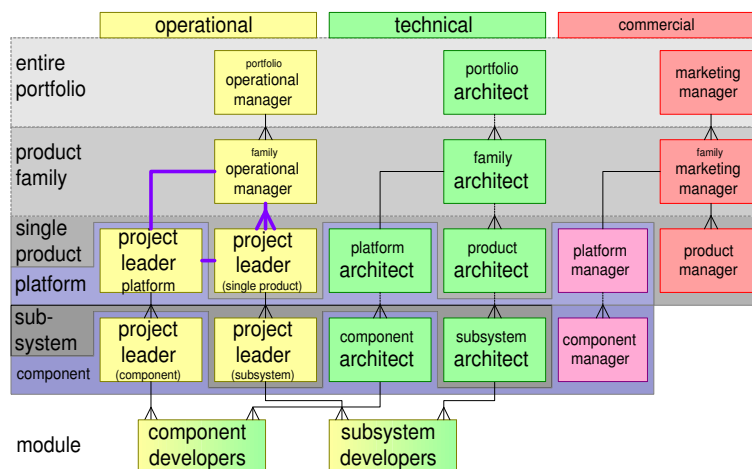 operational
technical
commercial
entire
portfolio
portfolio
operational
manager
portfolio
architect
marketing
manager
product
family
family
operational
manager
family
architect
family
marketing
manager
single
product
platform
project
leader
platform
project
leader
(single product)
platform
architect
product
architect
platform
manager
product
manager
sub-
system
component
project
leader
(component)
project
leader
(subsystem)
component
architect
subsystem
architect
component
manager
module
component
developers
subsystem
developers